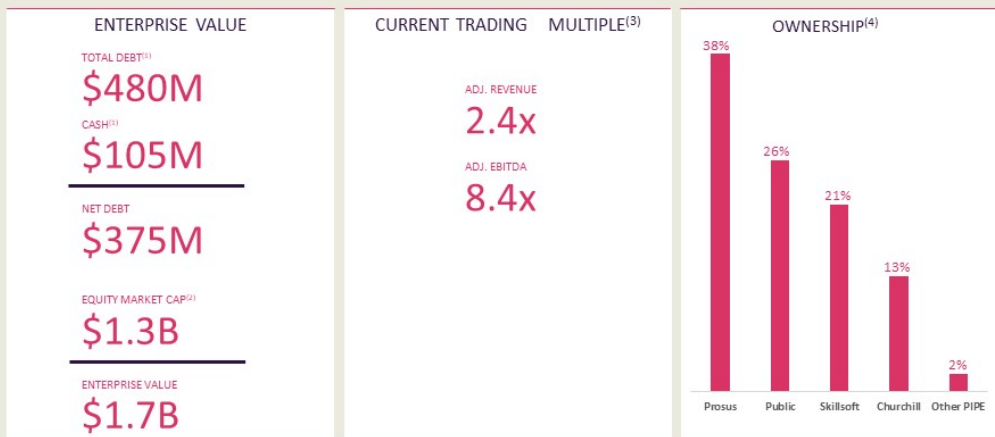 ENTERPRISE VALUE
TOTAL DEBT(1)
$480M
CASH(1)
$105M
NET DEBT
$375M
EQUITY MARKET CAP(2)
$1.3B
ENTERPRISE VALUE
$1.7B
CURRENT TRADING MULTIPLE(3)
ADJ. REVENUE
2.4x
ADJ. EBITDA
8.4x
OWNERSHIP(4)
38%
26%
21%
13%
2%
Prosus Public Skillsoft Churchill Other PIPE